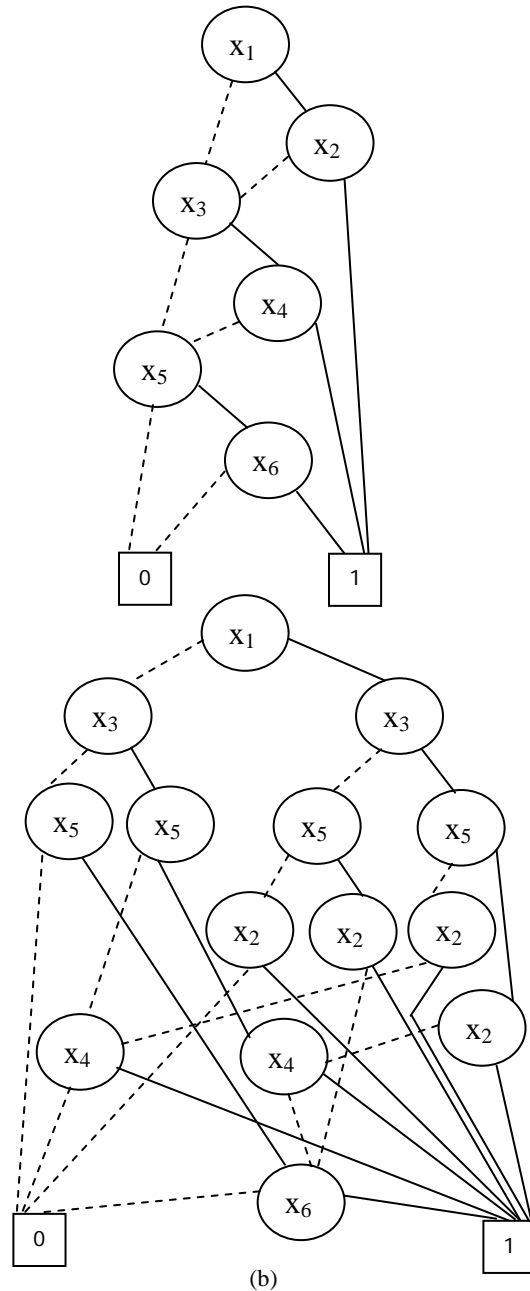 x₁
x₂
x₃
x₄
x₅
x₆
0 1
x₁
x₃ x₃
x₅ x₅ x₅ x₅
x₂ x₂ x₂
x₂
x₄ x₄
x₆
0 1
(b)